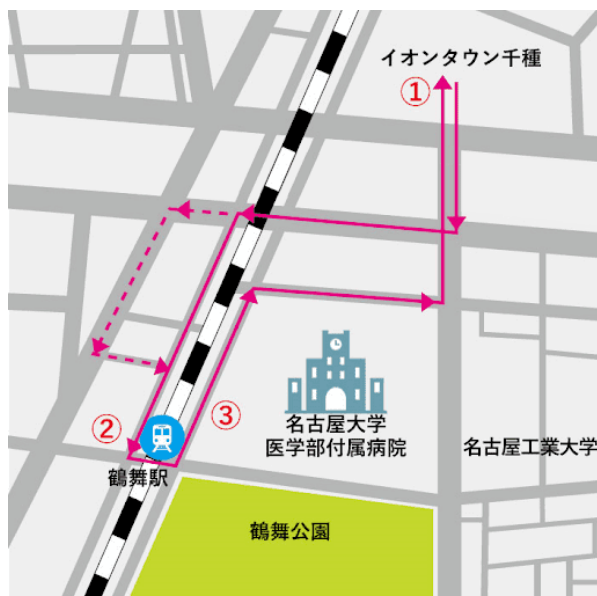 イオンタウン千種
①
②
③
鶴舞駅
名古屋大学
医学部付属病院
名古屋工業大学
鶴舞公園